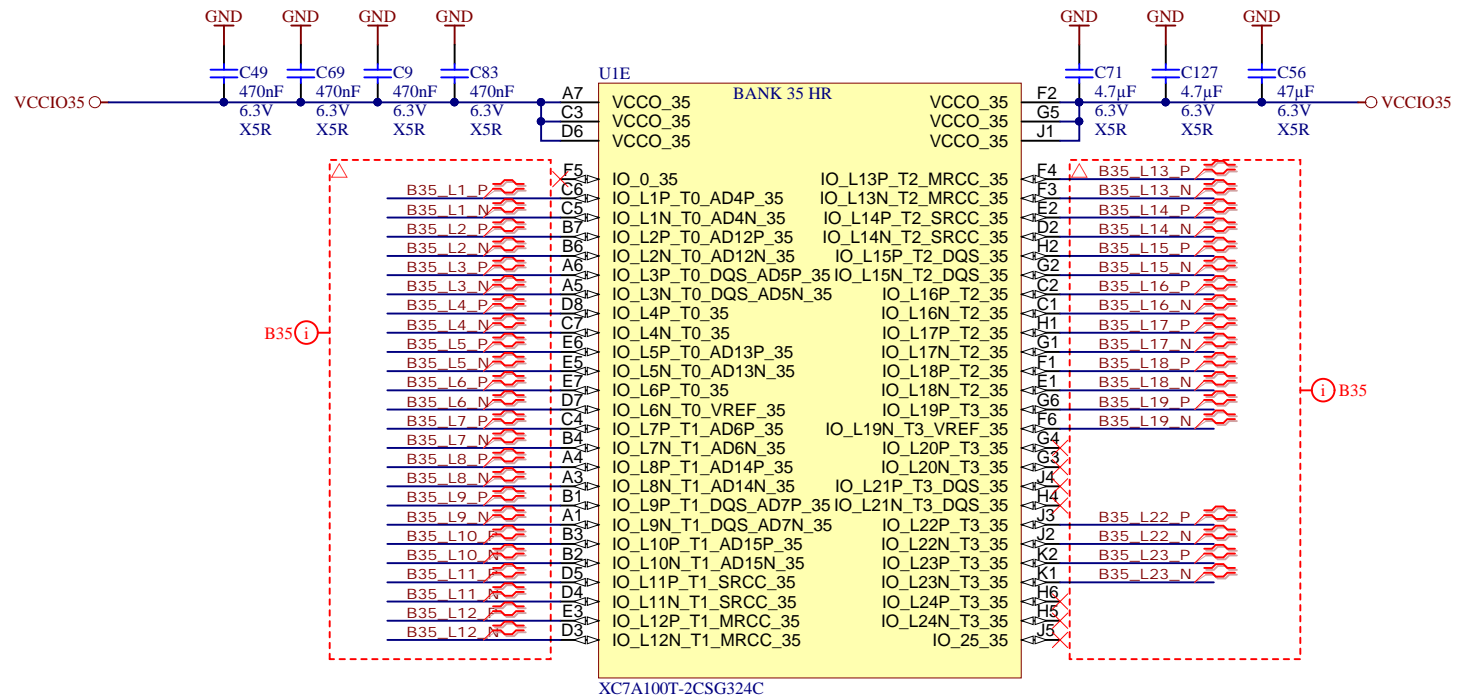 GND GND GND GND GND GND GND
C49 C69 C9 C83 U1E C71 C127 C56
470nF 470nF 470nF 470nF 4.7µF 4.7µF 47µF
6.3V 6.3V 6.3V 6.3V 6.3V 6.3V 6.3V
X5R X5R X5R X5R X5R X5R X5R
BANK 35 HR
VCCIO35 A7 VCCO_35 VCCO_35 F2 VCCIO35
C3 VCCO_35 VCCO_35 G5
D6 VCCO_35 VCCO_35 J1
F5 IO_0_35 IO_L13P_T2_MRCC_35 F4 B35_L13_P
B35_L1_P C6 IO_L1P_T0_AD4P_35 IO_L13N_T2_MRCC_35 F3 B35_L13_N
B35_L1_N C5 IO_L1N_T0_AD4N_35 IO_L14P_T2_SRCC_35 E2 B35_L14_P
B35_L2_P B7 IO_L2P_T0_AD12P_35 IO_L14N_T2_SRCC_35 D2 B35_L14_N
B35_L2_N B6 IO_L2N_T0_AD12N_35 IO_L15P_T2_DQS_35 H2 B35_L15_P
B35_L3_P A6 IO_L3P_T0_DQS_AD5P_35 IO_L15N_T2_DQS_35 G2 B35_L15_N
B35_L3_N A5 IO_L3N_T0_DQS_AD5N_35 IO_L16P_T2_35 C2 B35_L16_P
B35_L4_P D8 IO_L4P_T0_35 IO_L16N_T2_35 C1 B35_L16_N
B35 i B35_L4_N C7 IO_L4N_T0_35 IO_L17P_T2_35 H1 B35_L17_P
B35_L5_P E6 IO_L5P_T0_AD13P_35 IO_L17N_T2_35 G1 B35_L17_N
B35_L5_N E5 IO_L5N_T0_AD13N_35 IO_L18P_T2_35 F1 B35_L18_P
B35_L6_P E7 IO_L6P_T0_35 IO_L18N_T2_35 E1 B35_L18_N i B35
B35_L6_N D7 IO_L6N_T0_VREF_35 IO_L19P_T3_35 G6 B35_L19_P
B35_L7_P C4 IO_L7P_T1_AD6P_35 IO_L19N_T3_VREF_35 F6 B35_L19_N
B35_L7_N B4 IO_L7N_T1_AD6N_35 IO_L20P_T3_35 G4
B35_L8_P A4 IO_L8P_T1_AD14P_35 IO_L20N_T3_35 G3
B35_L8_N A3 IO_L8N_T1_AD14N_35 IO_L21P_T3_DQS_35 J4
B35_L9_P B1 IO_L9P_T1_DQS_AD7P_35 IO_L21N_T3_DQS_35 H4
B35_L9_N A1 IO_L9N_T1_DQS_AD7N_35 IO_L22P_T3_35 J3 B35_L22_P
B35_L10_P B3 IO_L10P_T1_AD15P_35 IO_L22N_T3_35 J2 B35_L22_N
B35_L10_N B2 IO_L10N_T1_AD15N_35 IO_L23P_T3_35 K2 B35_L23_P
B35_L11_P D5 IO_L11P_T1_SRCC_35 IO_L23N_T3_35 K1 B35_L23_N
B35_L11_N D4 IO_L11N_T1_SRCC_35 IO_L24P_T3_35 H6
B35_L12_P E3 IO_L12P_T1_MRCC_35 IO_L24N_T3_35 H5
B35_L12_N D3 IO_L12N_T1_MRCC_35 IO_25_35 J5
XC7A100T-2CSG324C